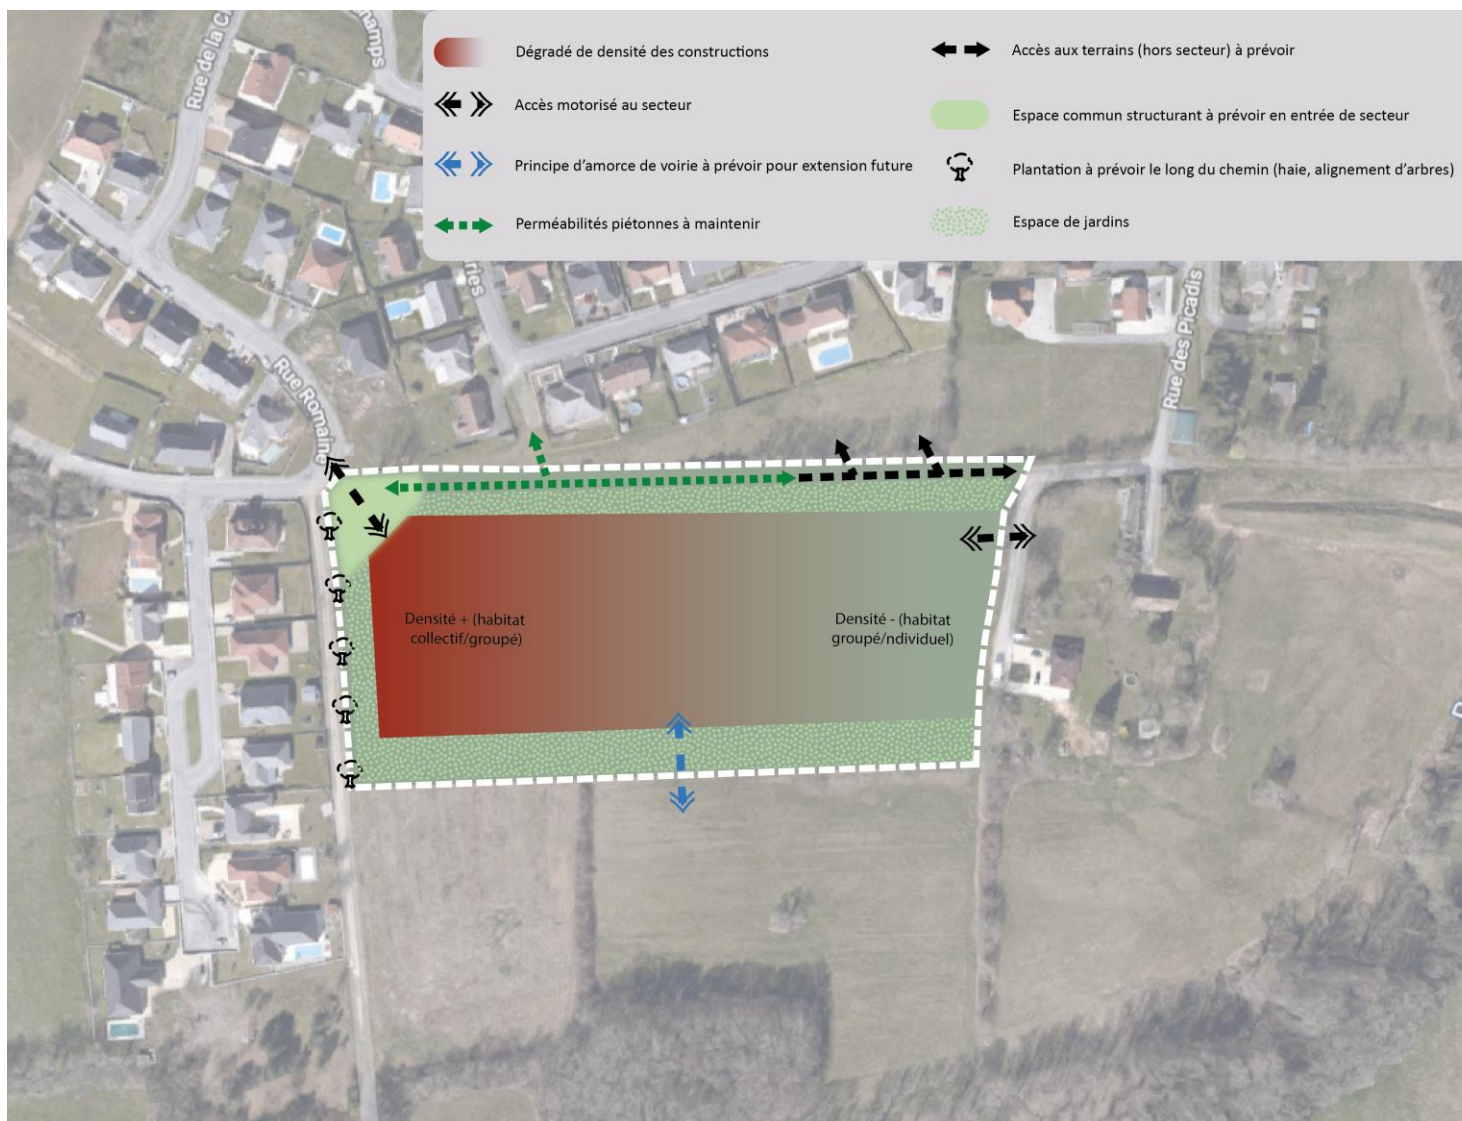 Dégradé de densité des constructions
Accès motorisé au secteur
Principe d'amorce de voirie à prévoir pour extension future
Perméabilités piétonnes à maintenir
Accès aux terrains (hors secteur) à prévoir
Espace commun structurant à prévoir en entrée de secteur
Plantation à prévoir le long du chemin (haie, alignement d'arbres)
Espace de jardins
Rue de la
Rue Romaine
Rue des Picadis
Densité + (habitat
collectif/groupé)
Densité - (habitat
groupé/ndividuel)